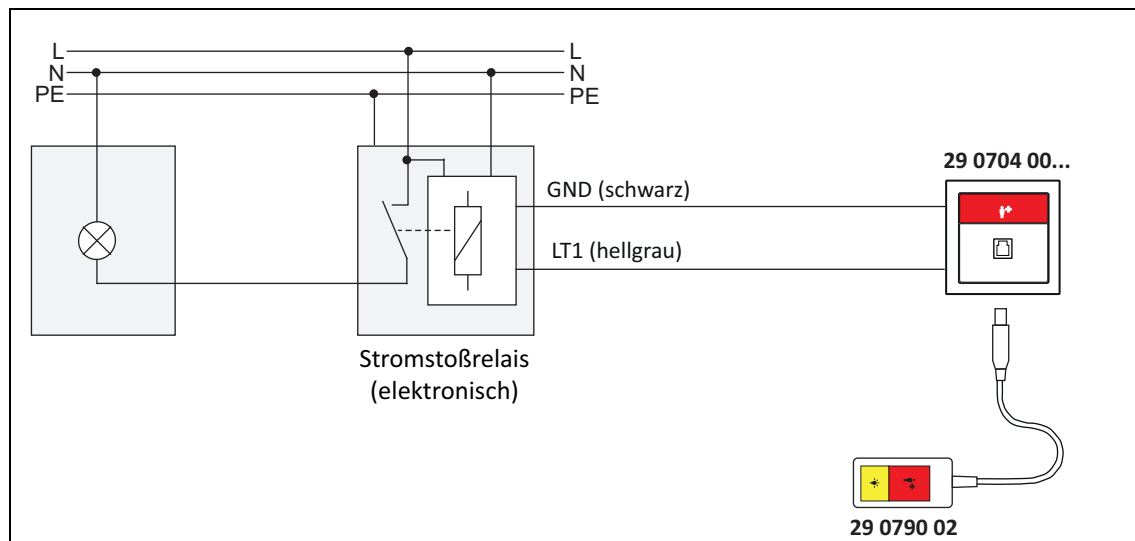 L L
N N
PE PE
29 0704 00...
GND (schwarz)
LT1 (hellgrau)
Stromstoßrelais
(elektronisch)
29 0790 02